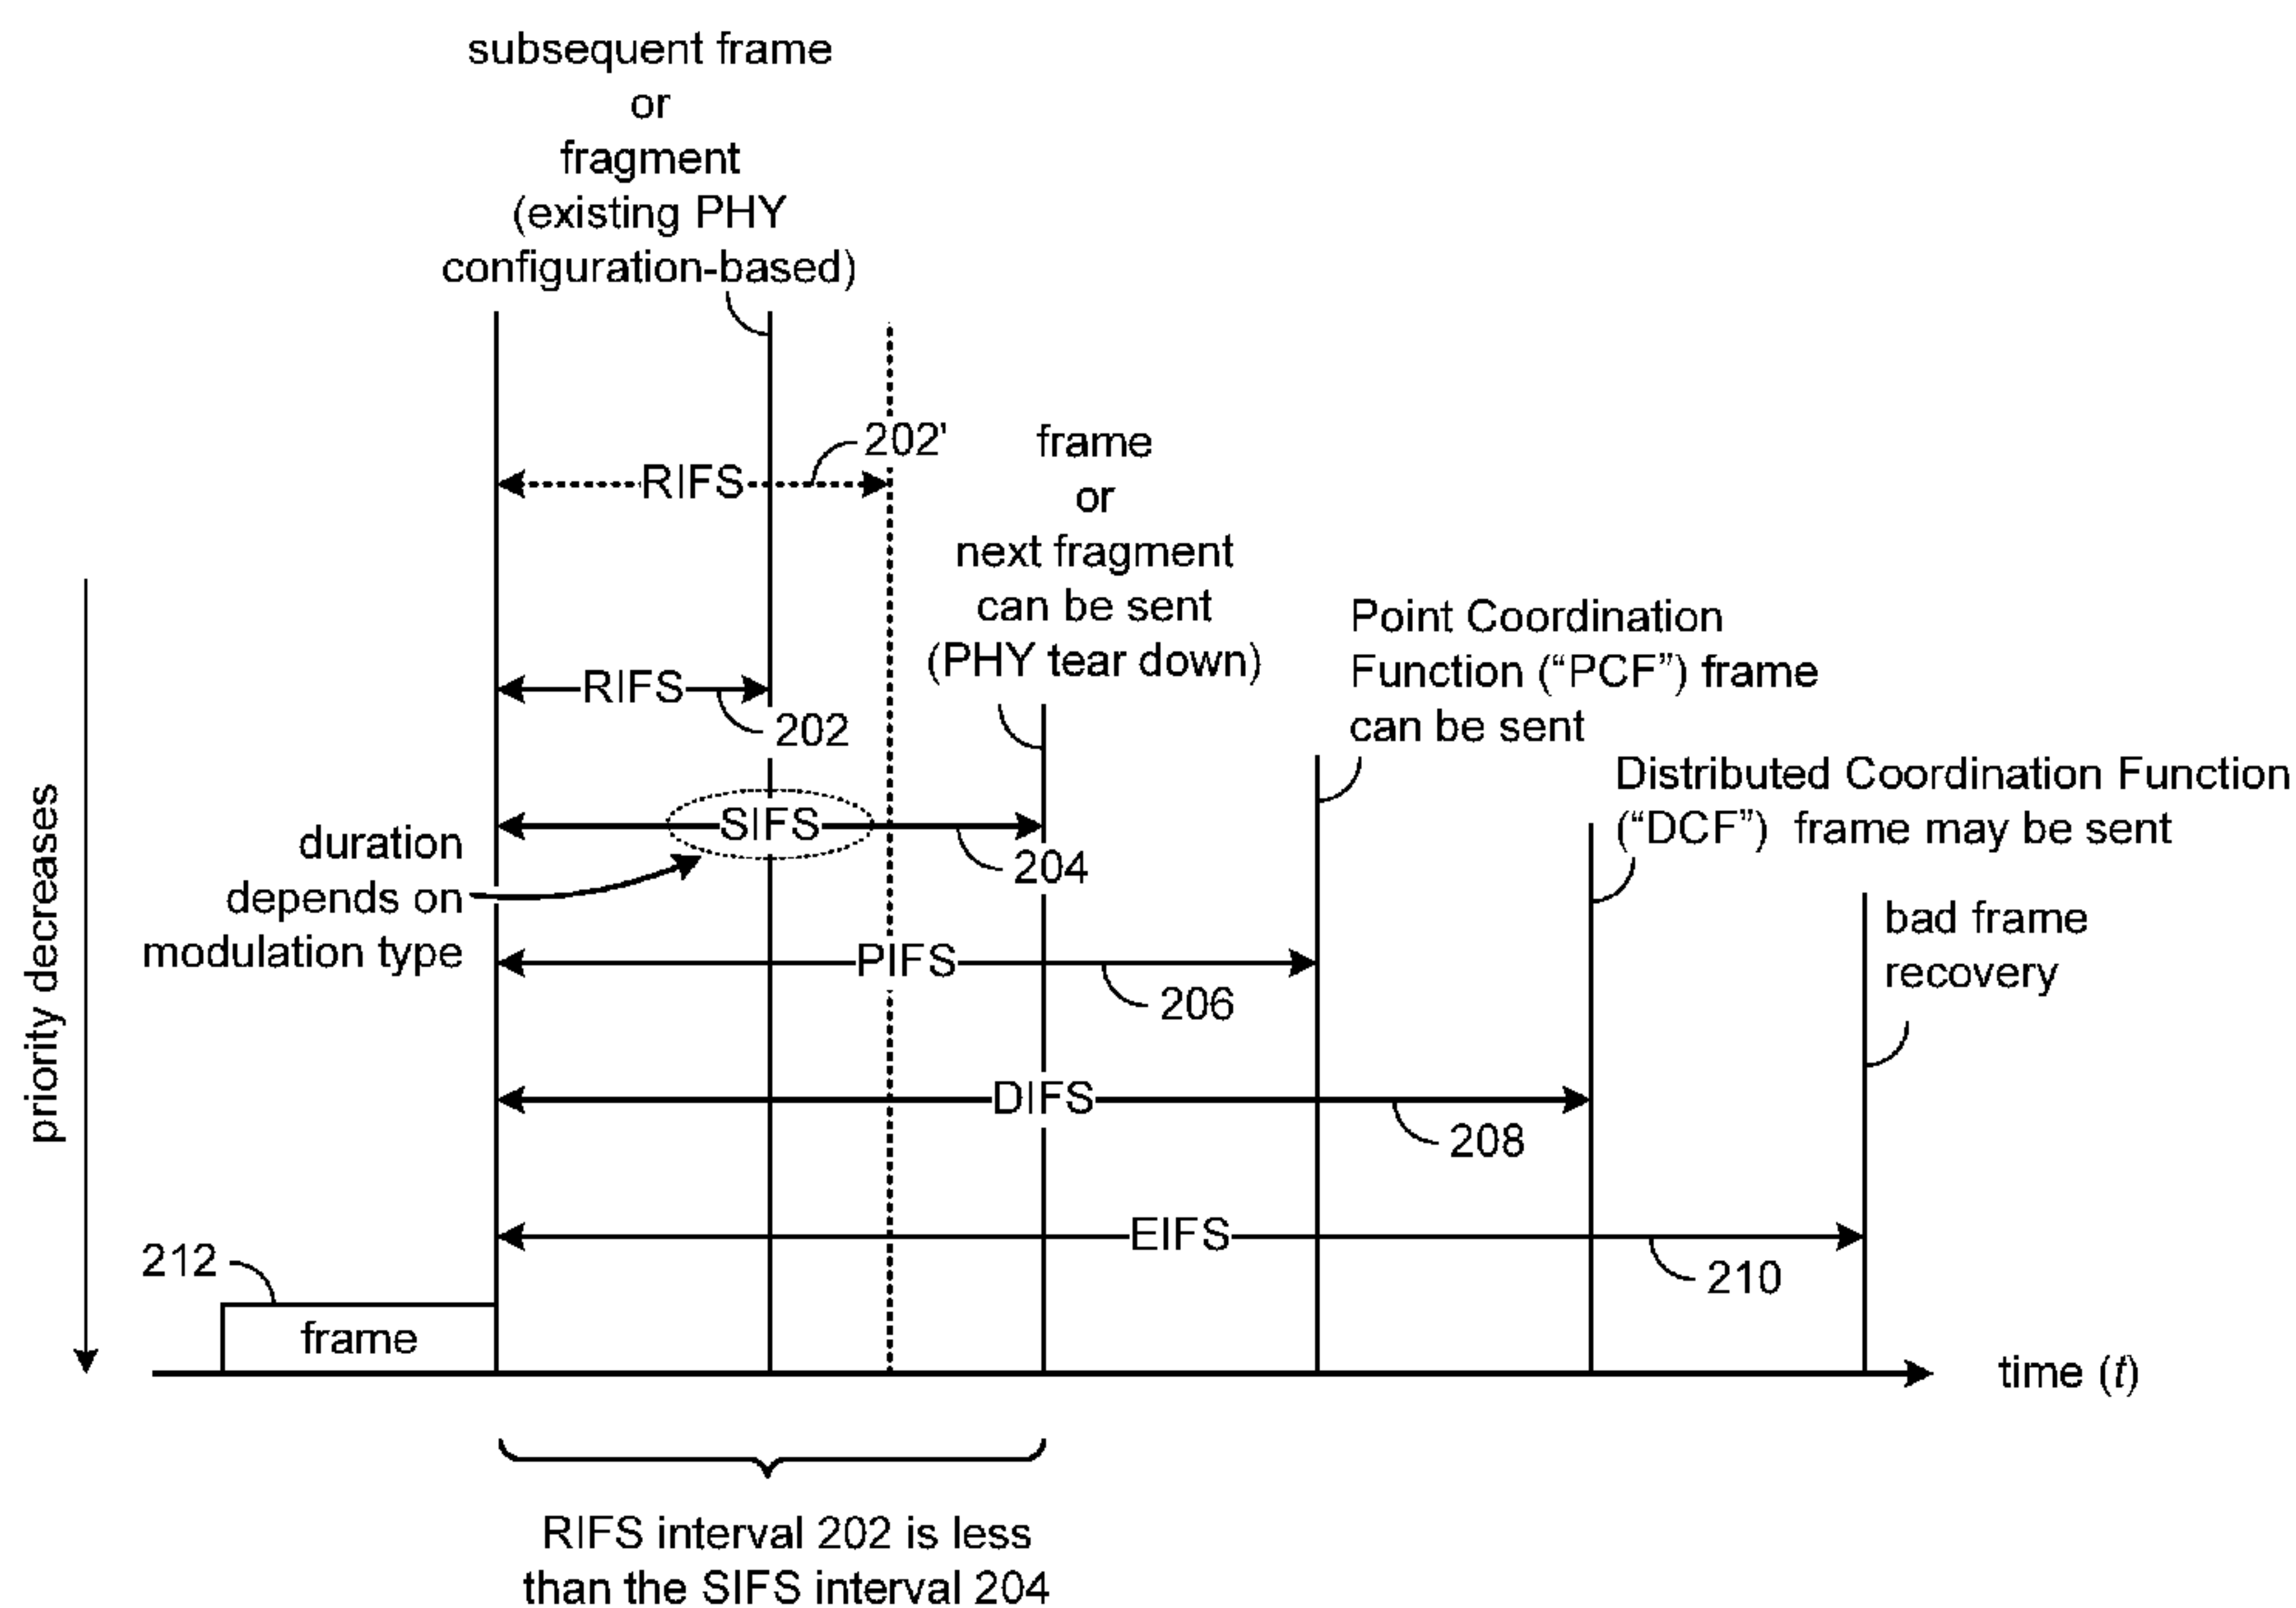 subsequent frame
or
fragment
(existing PHY
configuration-based)
202'
RIFS
frame
or
next fragment
can be sent
(PHY tear down)
RIFS
202
Point Coordination
Function (“PCF”) frame
can be sent
SIFS
204
duration
depends on
modulation type
Distributed Coordination Function
(“DCF”) frame may be sent
PIFS
206
bad frame
recovery
priority decreases
DIFS
208
EIFS
210
212
frame
time (t)
RIFS interval 202 is less
than the SIFS interval 204